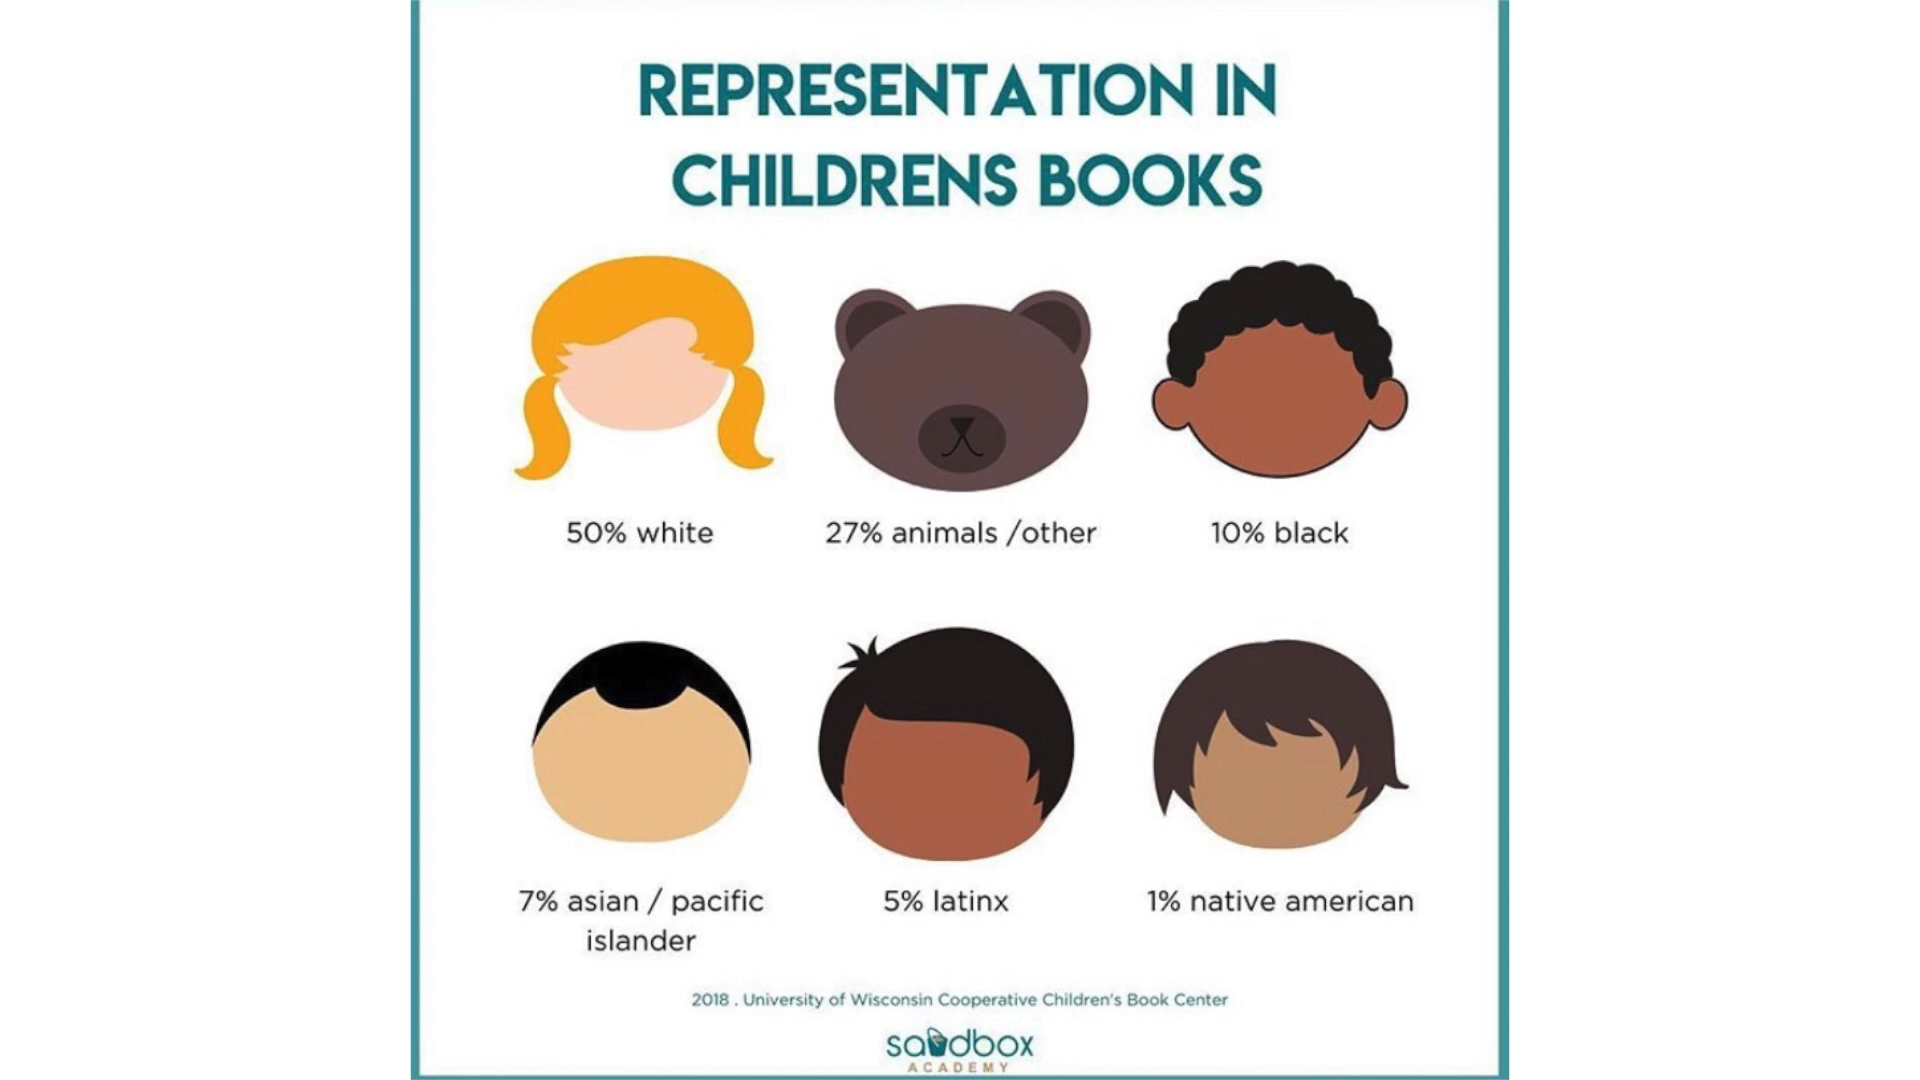 REPRESENTATION IN
CHILDRENS BOOKS
50% white
27% animals /other
10% black
7% asian / pacific
islander
5% latinx
1% native american
2018 . University of Wisconsin Cooperative Children's Book Center
sandbox
ACADEMY